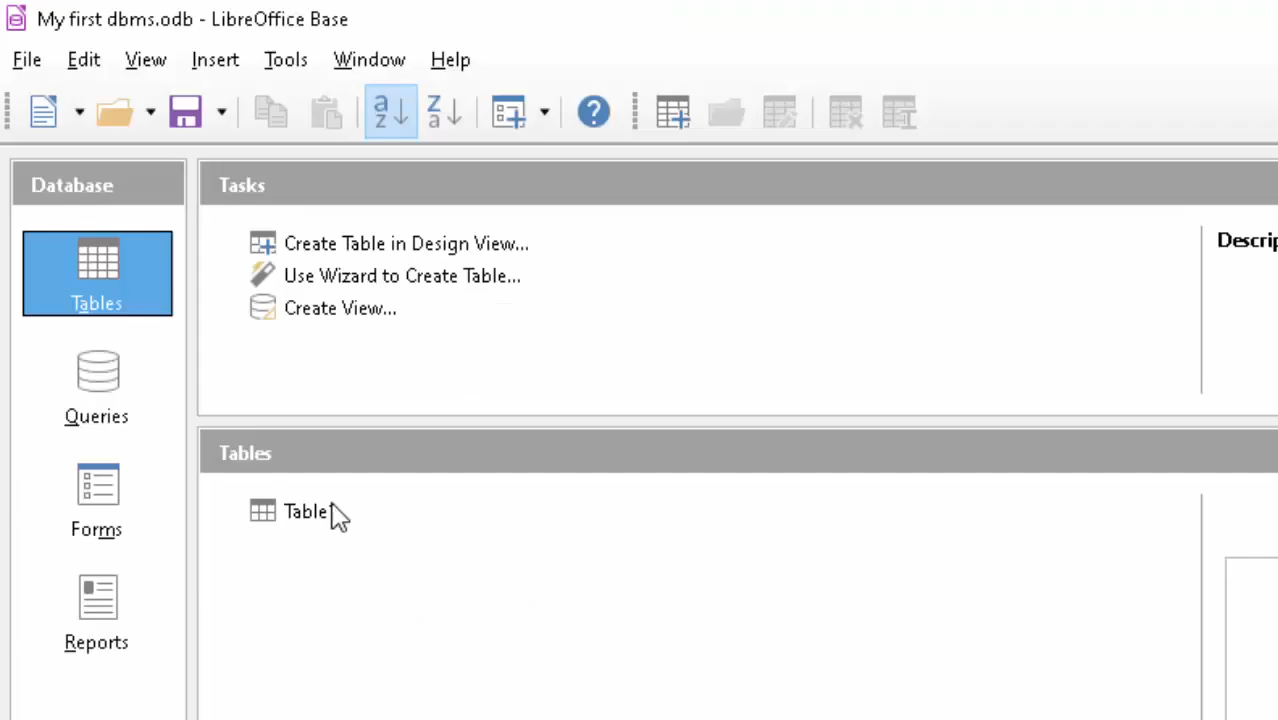 My first dbms.odb - LibreOffice Base
File Edit View Insert Tools Window Help
Database
Tables
Queries
Forms
Reports
Tasks
Create Table in Design View...
Use Wizard to Create Table...
Create View...
Tables
Table